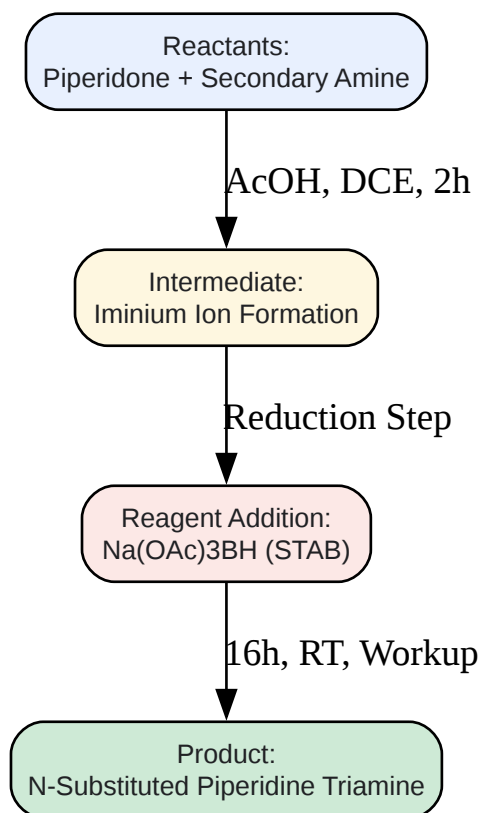 Reactants:
Piperidone + Secondary Amine
AcOH, DCE, 2h
Intermediate:
Iminium Ion Formation
Reduction Step
Reagent Addition:
Na(OAc)3BH (STAB)
16h, RT, Workup
Product:
N-Substituted Piperidine Triamine